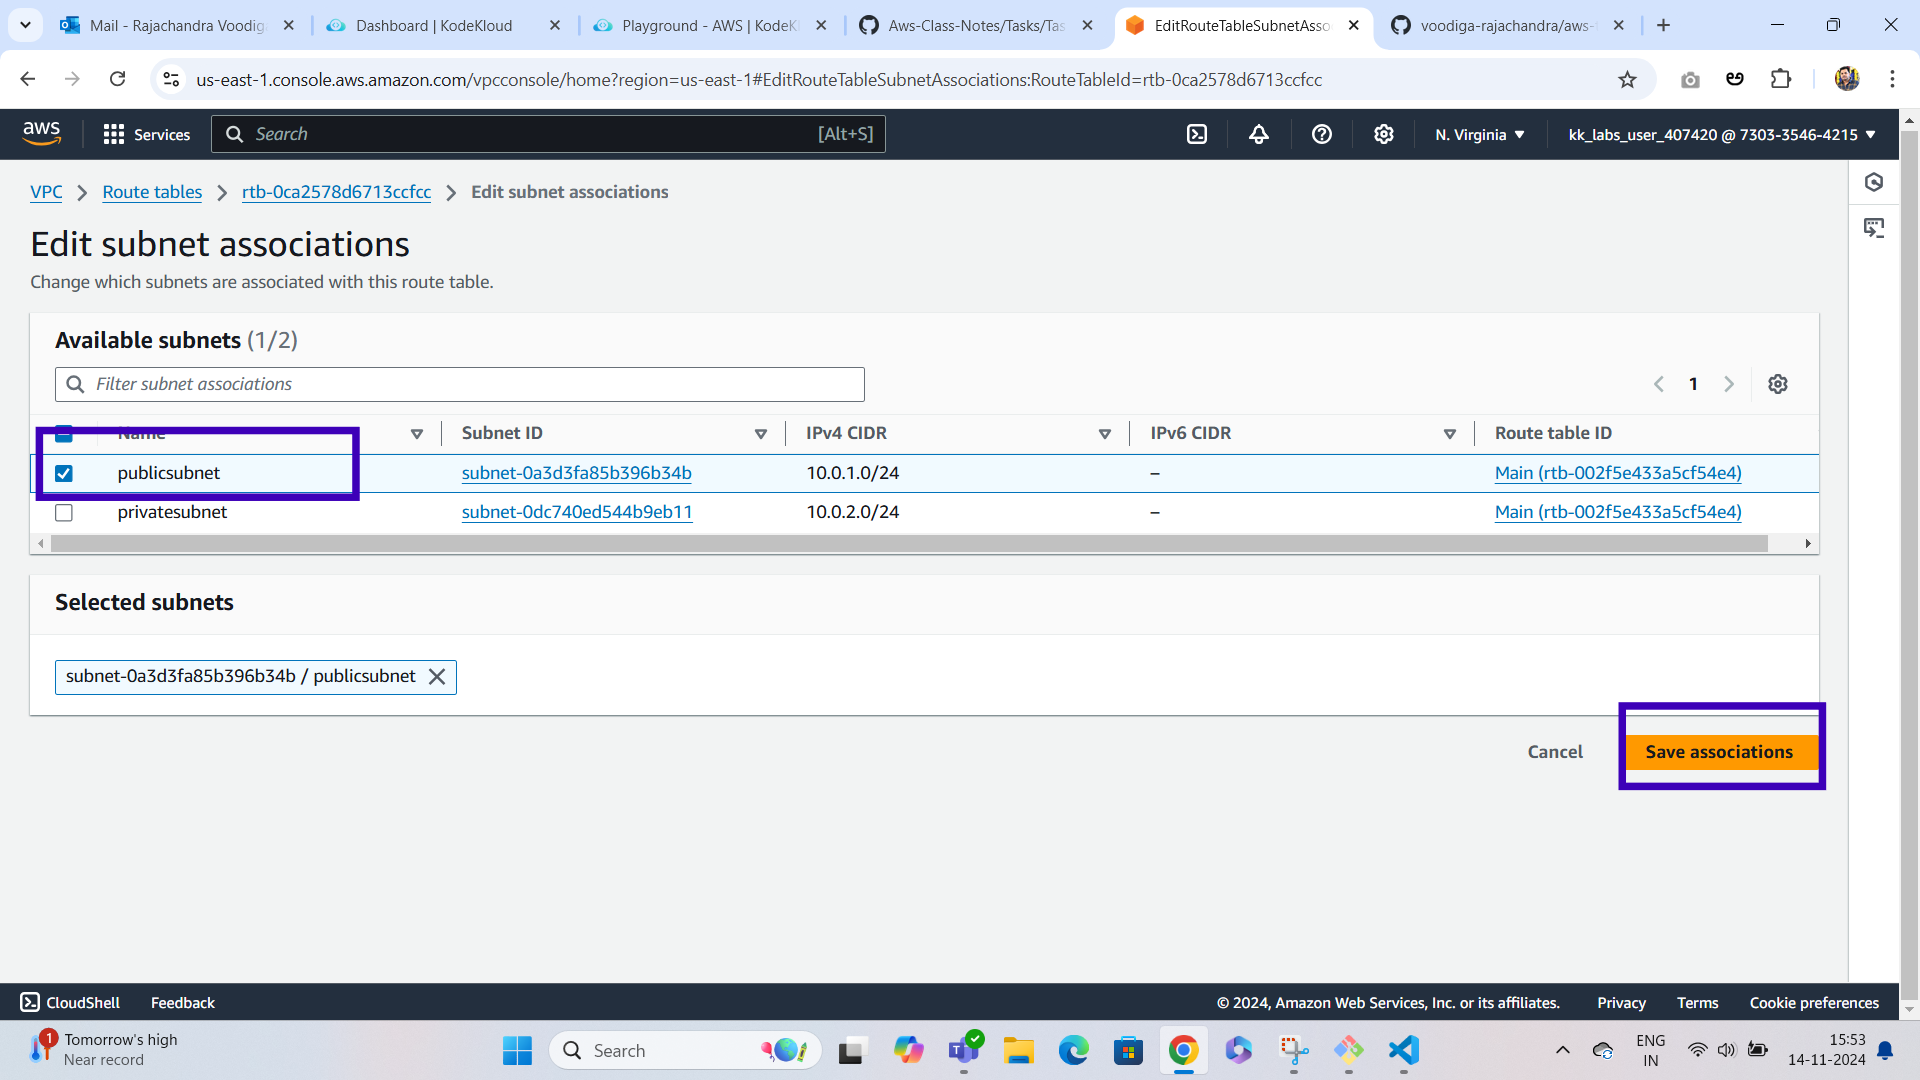 Mail - Rajachandra Voodig
Dashboard | KodeKloud
Playground - AWS | KodeK
Aws-Class-Notes/Tasks/Tas
EditRouteTableSubnetAsso
voodiga-rajachandra/aws-
us-east-1.console.aws.amazon.com/vpcconsole/home?region=us-east-1#EditRouteTableSubnetAssociations:RouteTableId=rtb-0ca2578d6713ccfcc
aws
Services
Search
[Alt+S]
N. Virginia
kk_labs_user_407420 @ 7303-3546-4215
VPC
Route tables
rtb-0ca2578d6713ccfcc
Edit subnet associations
Edit subnet associations
Change which subnets are associated with this route table.
Available subnets (1/2)
Filter subnet associations
1
Name
Subnet ID
IPv4 CIDR
IPv6 CIDR
Route table ID
publicsubnet
subnet-0a3d3fa85b396b34b
10.0.1.0/24
–
Main (rtb-002f5e433a5cf54e4)
privatesubnet
subnet-0dc740ed544b9eb11
10.0.2.0/24
–
Main (rtb-002f5e433a5cf54e4)
Selected subnets
subnet-0a3d3fa85b396b34b / publicsubnet
Cancel
Save associations
CloudShell
Feedback
© 2024, Amazon Web Services, Inc. or its affiliates.
Privacy
Terms
Cookie preferences
1
Tomorrow's high
Near record
Search
ENG
IN
15:53
14-11-2024